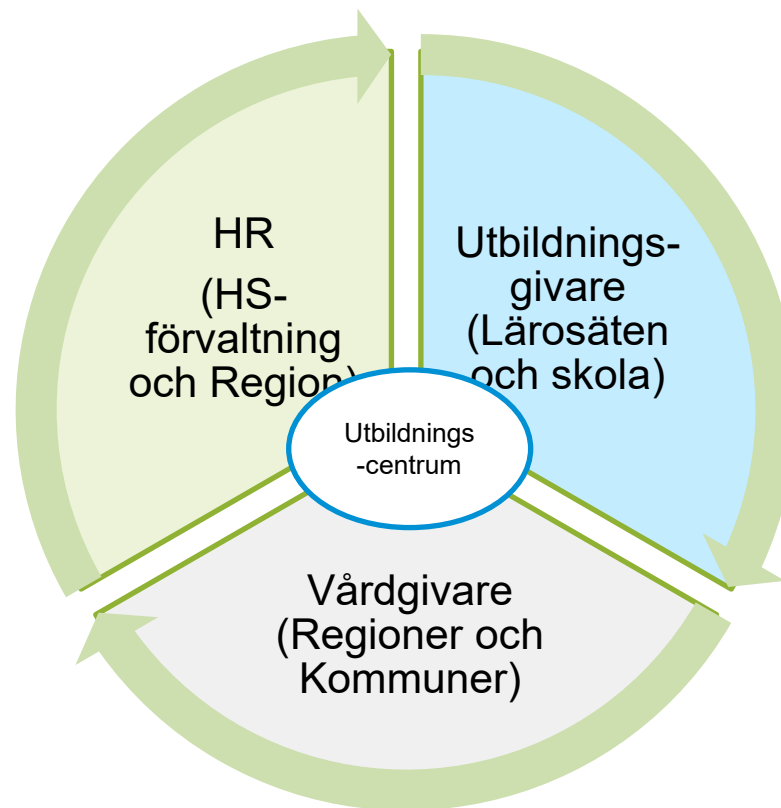 HR
(HS-
förvaltning
och Region)
Utbildnings-
givare
(Lärosäten
och skola)
Utbildnings
-centrum
Vårdgivare
(Regioner och
Kommuner)